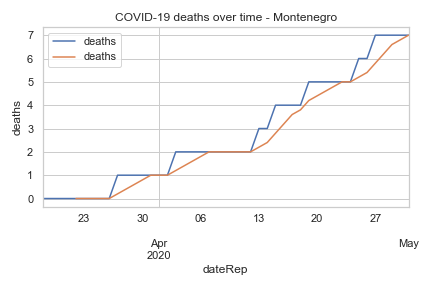 COVID-19 deaths over time - Montenegro
deaths
deaths
deaths
7
6
5
4
3
2
1
0
23 30 06 13 20 27
Apr May
2020
dateRep